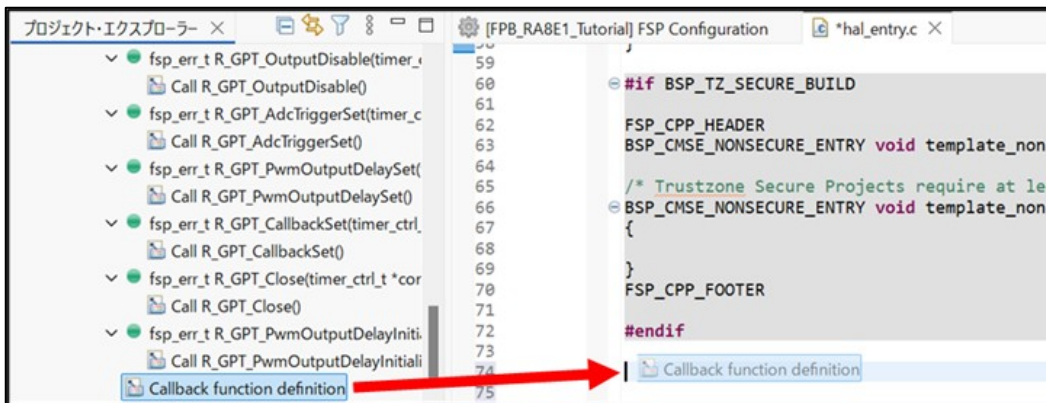 プロジェクト・エクスプローラー
fsp_err_t R_GPT_OutputDisable(timer_
Call R_GPT_OutputDisable()
fsp_err_t R_GPT_AdcTriggerSet(timer_c
Call R_GPT_AdcTriggerSet()
fsp_err_t R_GPT_PwmOutputDelaySet(
Call R_GPT_PwmOutputDelaySet()
fsp_err_t R_GPT_CallbackSet(timer_ctrl_
Call R_GPT_CallbackSet()
fsp_err_t R_GPT_Close(timer_ctrl_t *cor
Call R_GPT_Close()
fsp_err_t R_GPT_PwmOutputDelayIniti
Call R_GPT_PwmOutputDelayInitiali
Callback function definition
[FPB_RA8E1_Tutorial] FSP Configuration
*hal_entry.c
59
60 #if BSP_TZ_SECURE_BUILD
61
62 FSP_CPP_HEADER
63 BSP_CMSE_NONSECURE_ENTRY void template_non
64
65 /* Trustzone Secure Projects require at le
66 BSP_CMSE_NONSECURE_ENTRY void template_non
67 {
68
69 }
70 FSP_CPP_FOOTER
71
72 #endif
73
74 Callback function definition
75